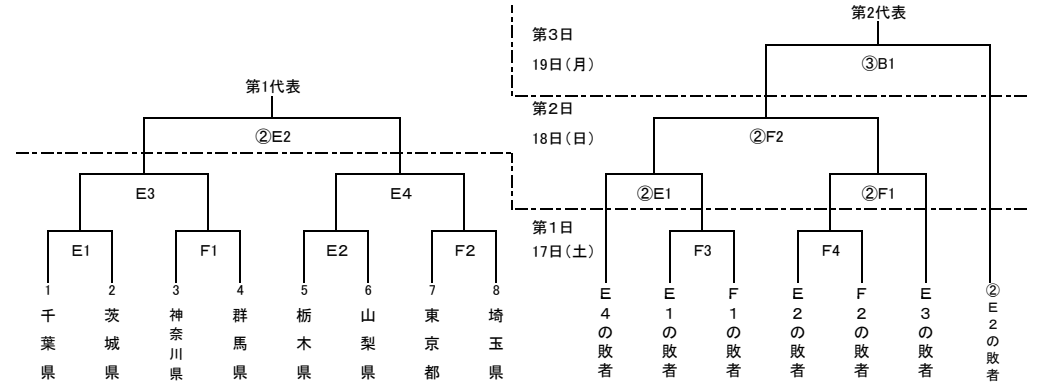 第1代表
②E2
E3
E4
E1
F1
E2
F2
1
2
3
4
5
6
7
8
千葉県
茨城県
神奈川県
群馬県
栃木県
山梨県
東京都
埼玉県
第2代表
第3日
19日(月)
③B1
第2日
18日(日)
②F2
②E1
②F1
第1日
17日(土)
F3
F4
E4の敗者
E1の敗者
F1の敗者
E2の敗者
F2の敗者
E3の敗者
②E2の敗者